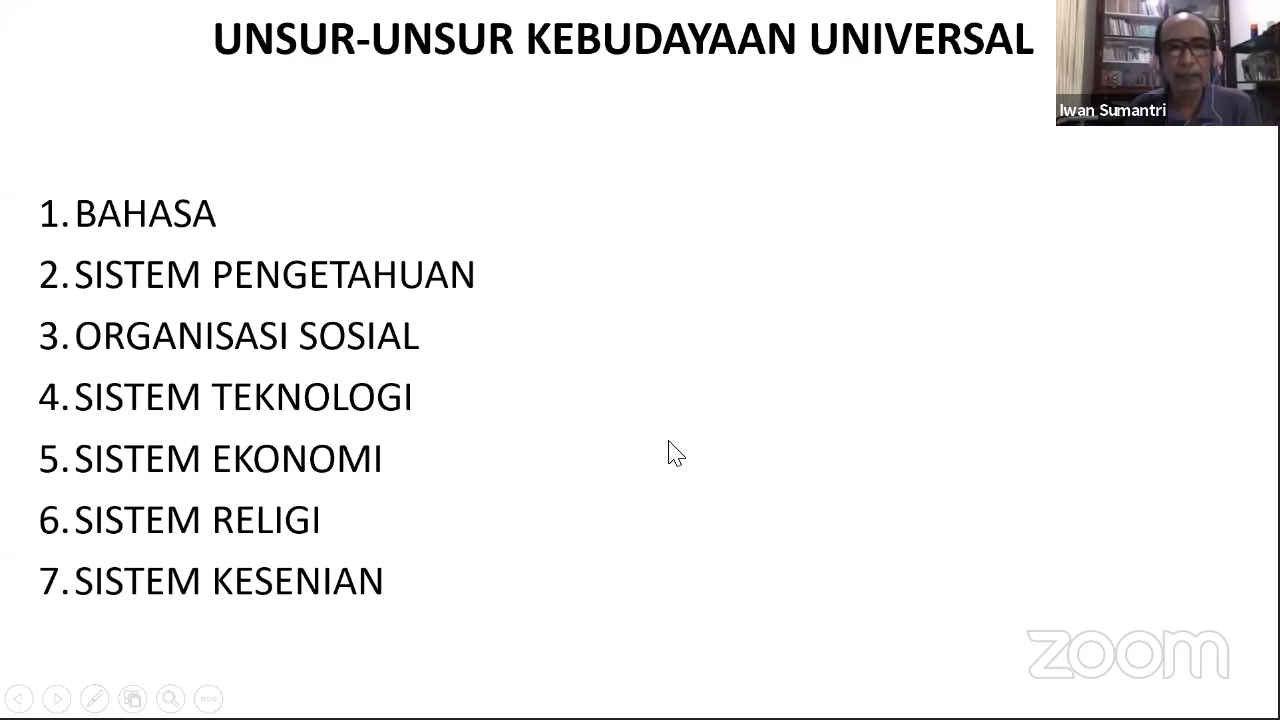 UNSUR-UNSUR KEBUDAYAAN UNIVERSAL
Iwan Sumantri
1. BAHASA
2. SISTEM PENGETAHUAN
3. ORGANISASI SOSIAL
4. SISTEM TEKNOLOGI
5. SISTEM EKONOMI
6. SISTEM RELIGI
7. SISTEM KESENIAN
zoom